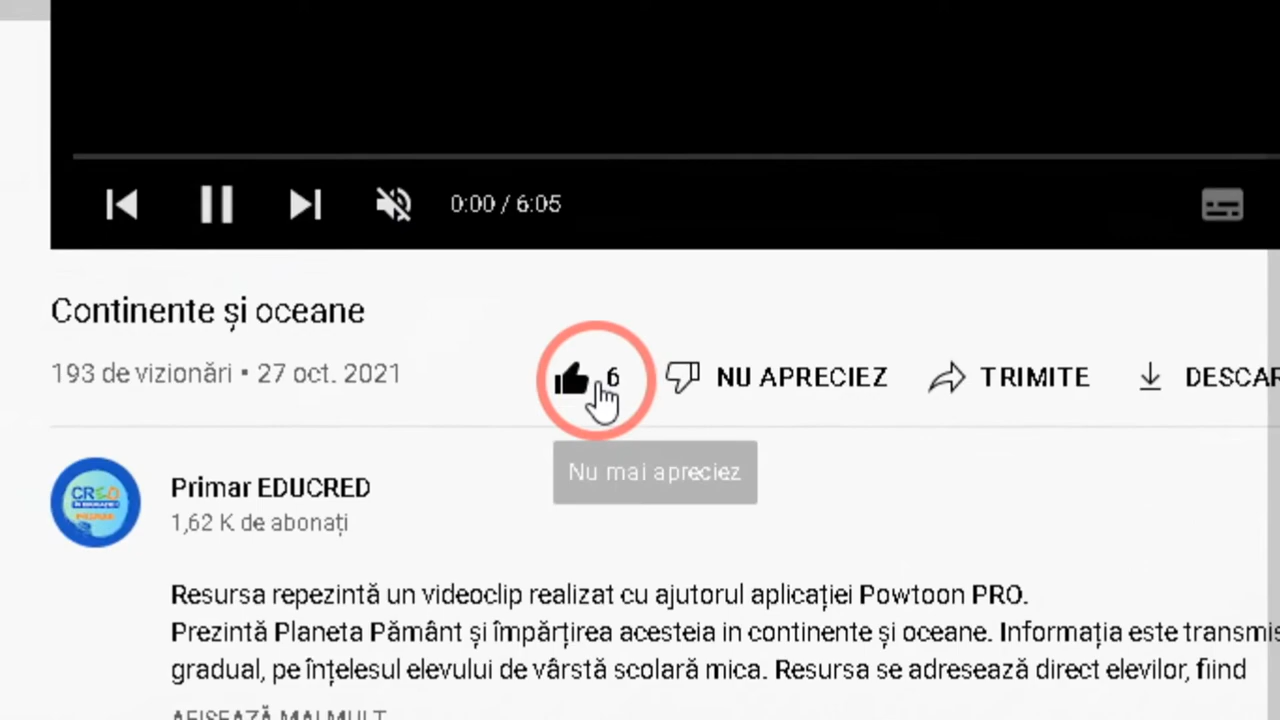 0:00 / 6:05
Continente și oceane
193 de vizionări • 27 oct. 2021
6 NU APRECIEZ TRIMITE DESCAR
Nu mai apreciez
CRED
Primar EDUCRED
1,62 K de abonați
Resursa repezintă un videoclip realizat cu ajutorul aplicației Powtoon PRO.
Prezintă Planeta Pământ și împărțirea acesteia in continente și oceane. Informația este transmis
gradual, pe înțelesul elevului de vârstă scolară mica. Resursa se adresează direct elevilor, fiind
AFIȘEAZĂ MAI MULT